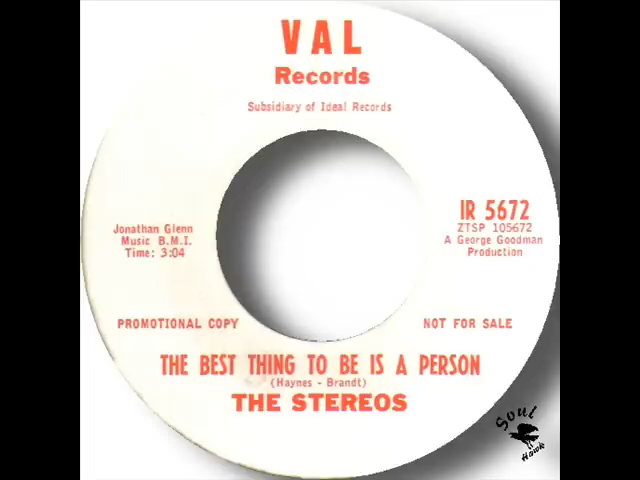 VAL
Records
Subsidiary of Ideal Records
Jonathan Glenn
Music B.M.I.
Time: 3:04
IR 5672
ZTSP 105672
A George Goodman
Production
PROMOTIONAL COPY
NOT FOR SALE
THE BEST THING TO BE IS A PERSON
(Haynes - Brandt)
THE STEREOS
Soul
Hawk